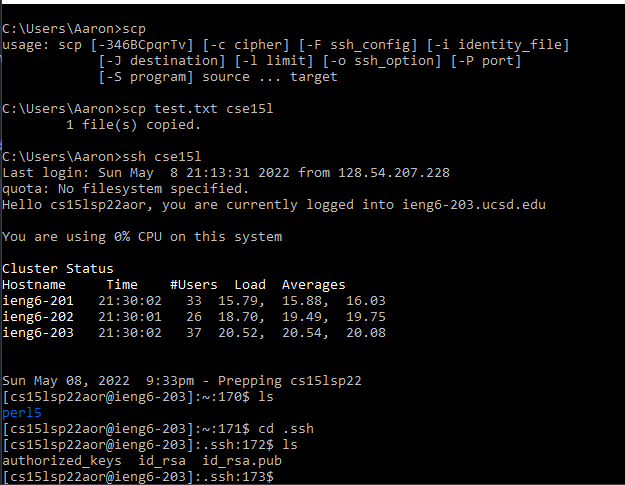 C:\Users\Aaron>scp
usage: scp [-346BCpqrTv] [-c cipher] [-F ssh_config] [-i identity_file]
            [-J destination] [-l limit] [-o ssh_option] [-P port]
            [-S program] source ... target
C:\Users\Aaron>scp test.txt cse15l
        1 file(s) copied.
C:\Users\Aaron>ssh cse15l
Last login: Sun May  8 21:13:31 2022 from 128.54.207.228
quota: No filesystem specified.
Hello cs15lsp22aor, you are currently logged into ieng6-203.ucsd.edu
You are using 0% CPU on this system
Cluster Status
Hostname     Time    #Users  Load  Averages
ieng6-201   21:30:02   33  15.79,  15.88,  16.03
ieng6-202   21:30:01   26  18.70,  19.49,  19.75
ieng6-203   21:30:02   37  20.52,  20.54,  20.08
Sun May 08, 2022  9:33pm - Prepping cs15lsp22
[cs15lsp22aor@ieng6-203]:~:170$ ls
perl5
[cs15lsp22aor@ieng6-203]:~:171$ cd .ssh
[cs15lsp22aor@ieng6-203]:.ssh:172$ ls
authorized_keys  id_rsa  id_rsa.pub
[cs15lsp22aor@ieng6-203]:.ssh:173$